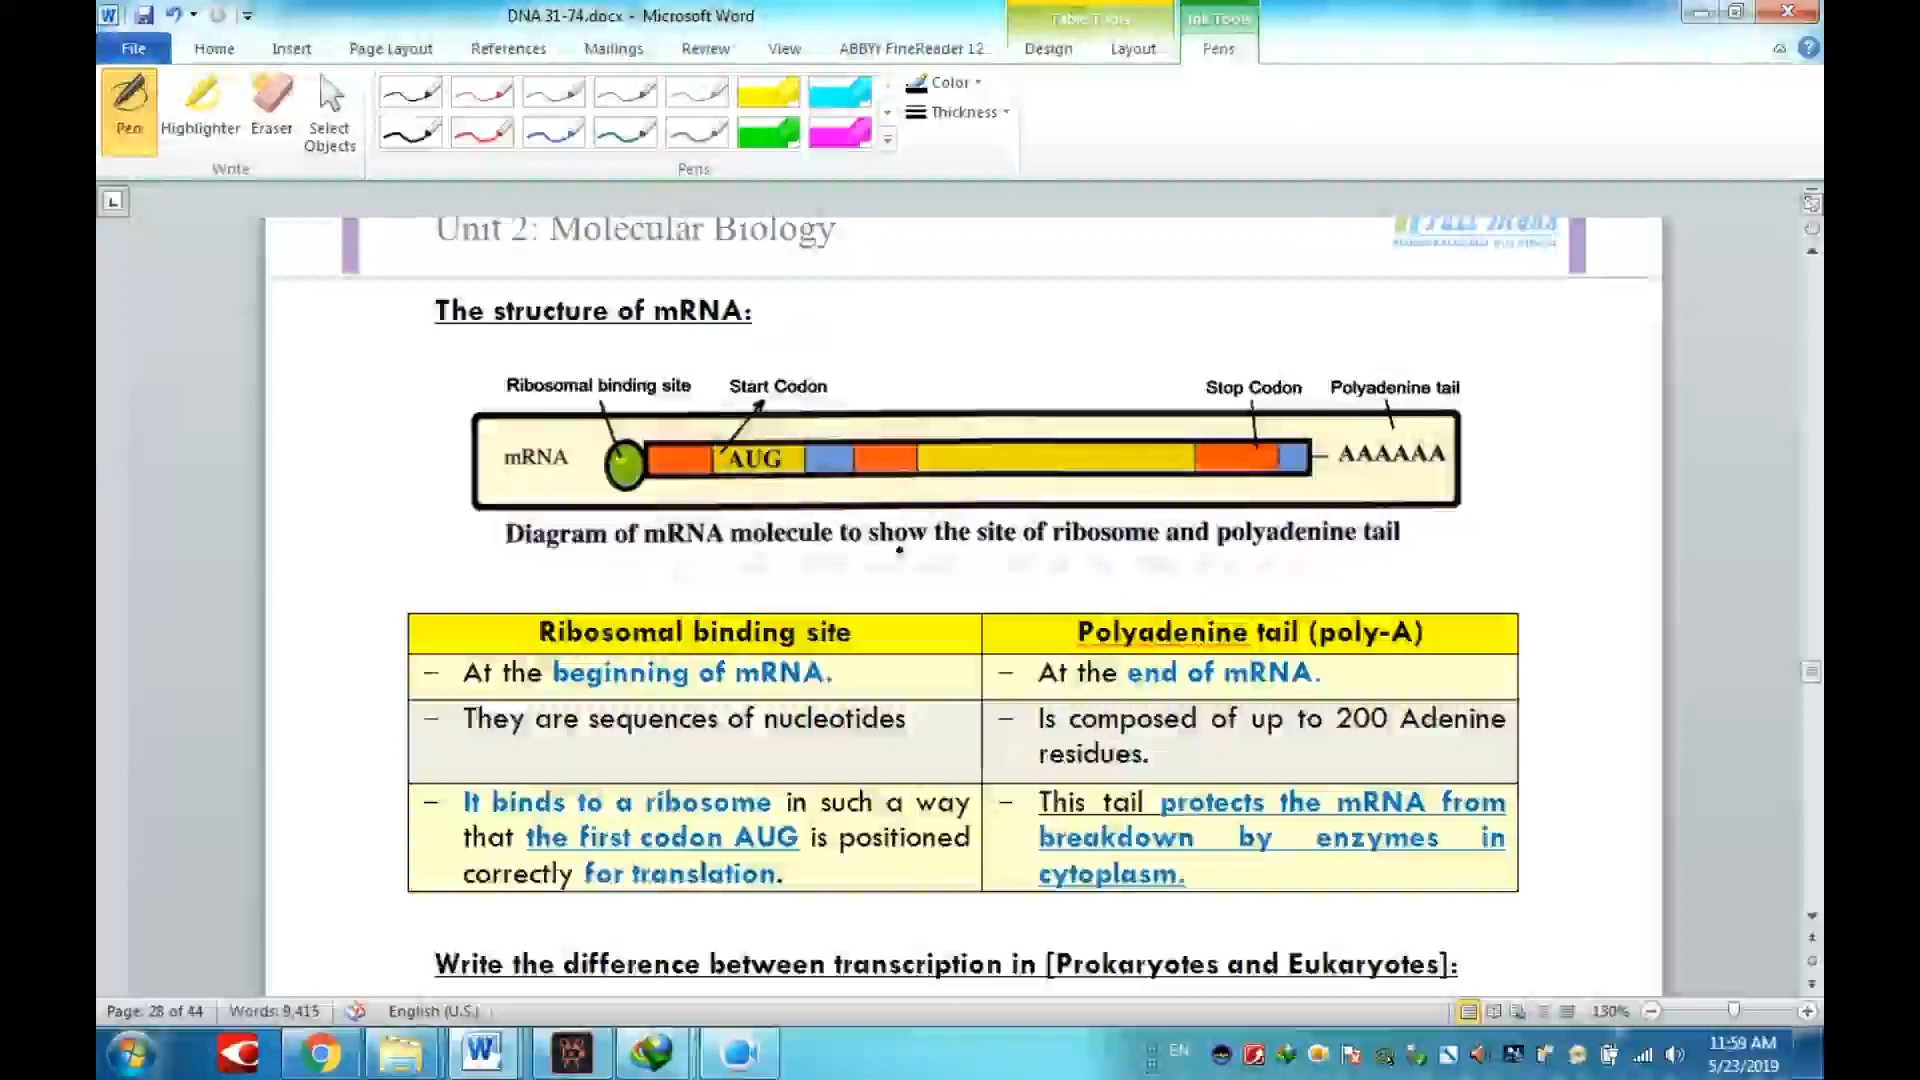 DNA 31-74.docx - Microsoft Word
Table Tools
Ink Tools
File Home Insert Page Layout References Mailings Review View ABBYY FineReader 12 Design Layout Pens
Pen Highlighter Eraser Select Objects
Color
Thickness
Write Pens
Unit 2: Molecular Biology
The structure of mRNA:
Ribosomal binding site Start Codon Stop Codon Polyadenine tail
mRNA AUG AAAAAA
Diagram of mRNA molecule to show the site of ribosome and polyadenine tail
Ribosomal binding site Polyadenine tail (poly-A)
– At the beginning of mRNA. – At the end of mRNA.
– They are sequences of nucleotides – Is composed of up to 200 Adenine
residues.
– It binds to a ribosome in such a way – This tail protects the mRNA from
that the first codon AUG is positioned breakdown by enzymes in
correctly for translation. cytoplasm.
Write the difference between transcription in [Prokaryotes and Eukaryotes]:
Page: 28 of 44 Words: 9,415 English (U.S.) 130%
EN 11:59 AM
5/23/2019